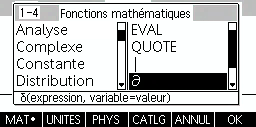 1-4 Fonctions mathématiques
Analyse EVAL
Complexe QUOTE
Constante |
Distribution ∂
δ(expression, variable=valeur)
MAT• UNITES PHYS CATLG ANNUL OK